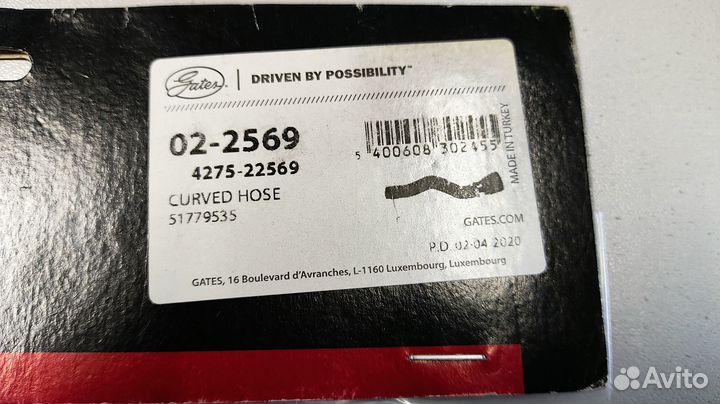 Gates | DRIVEN BY POSSIBILITY™
02-2569
4275-22569
CURVED HOSE
51779535
5 400608 302455
MADE IN TURKEY
GATES.COM
P.D. 02-04 2020
GATES, 16 Boulevard d'Avranches, L-1160 Luxembourg, Luxembourg
Avito